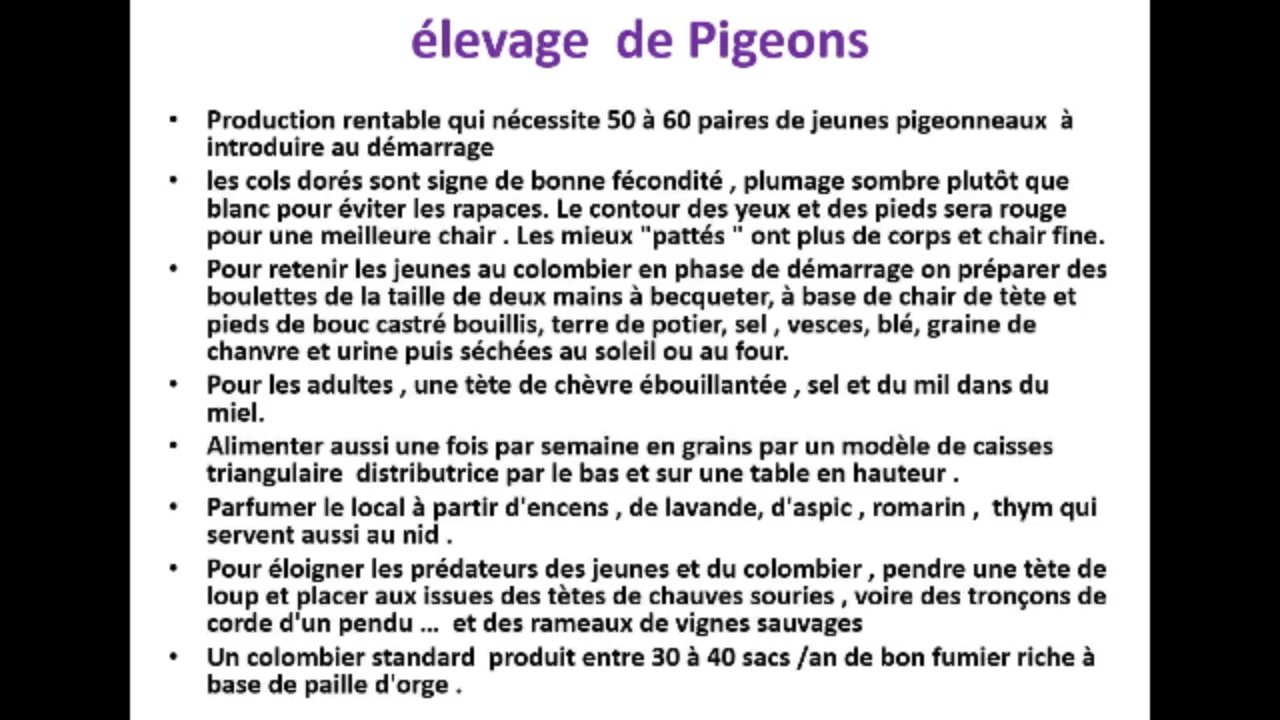 élevage  de Pigeons
• Production rentable qui nécessite 50 à 60 paires de jeunes pigeonneaux  à
introduire au démarrage
• les cols dorés sont signe de bonne fécondité , plumage sombre plutôt que
blanc pour éviter les rapaces. Le contour des yeux et des pieds sera rouge
pour une meilleure chair . Les mieux "pattés " ont plus de corps et chair fine.
• Pour retenir les jeunes au colombier en phase de démarrage on préparer des
boulettes de la taille de deux mains à becqueter, à base de chair de tète et
pieds de bouc castré bouillis, terre de potier, sel , vesces, blé, graine de
chanvre et urine puis séchées au soleil ou au four.
• Pour les adultes , une tète de chèvre ébouillantée , sel et du mil dans du
miel.
• Alimenter aussi une fois par semaine en grains par un modèle de caisses
triangulaire  distributrice par le bas et sur une table en hauteur .
• Parfumer le local à partir d'encens , de lavande, d'aspic , romarin ,  thym qui
servent aussi au nid .
• Pour éloigner les prédateurs des jeunes et du colombier , pendre une tète de
loup et placer aux issues des tètes de chauves souries , voire des tronçons de
corde d'un pendu ...  et des rameaux de vignes sauvages
• Un colombier standard  produit entre 30 à 40 sacs /an de bon fumier riche à
base de paille d'orge .